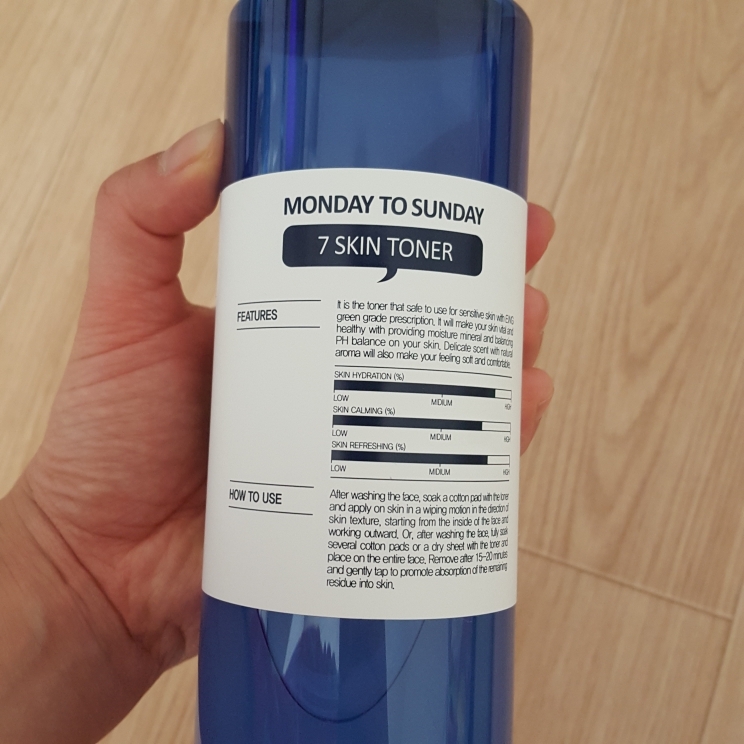 MONDAY TO SUNDAY
7 SKIN TONER
FEATURES
It is the toner that safe to use for sensitive skin with EWG
green grade prescription. It will make your skin vital and
healthy with providing moisture mineral and balancing
PH balance on your skin. Delicate scent with natural
aroma will also make your feeling soft and comfortable.
SKIN HYDRATION (%)
LOW MIDIUM HIGH
SKIN CALMING (%)
LOW MIDIUM HIGH
SKIN REFRESHING (%)
LOW MIDIUM HIGH
HOW TO USE
After washing the face, soak a cotton pad with the toner
and apply on skin in a wiping motion in the direction of
skin texture, starting from the inside of the face and
working outward. Or, after washing the face, fully soak
several cotton pads or a dry sheet with the toner and
place on the entire face. Remove after 15~20 minutes
and gently tap to promote absorption of the remaining
residue into skin.